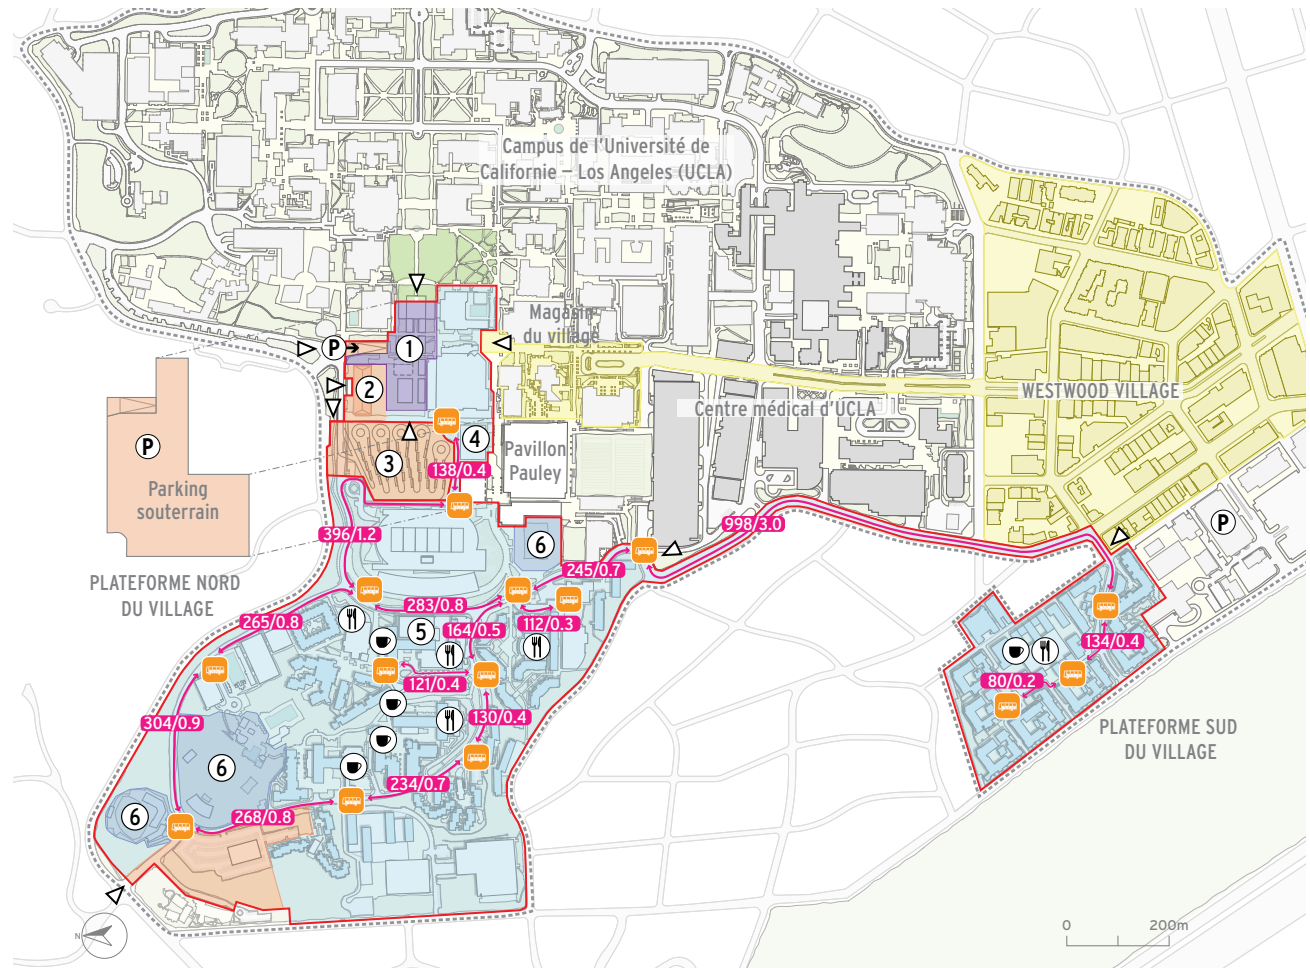 Campus de l'Université de
Californie – Los Angeles (UCLA)
Magasin
du village
P
1
2
WESTWOOD VILLAGE
Centre médical d'UCLA
4
P
3
Pavillon
Pauley
138/0.4
Parking
souterrain
P
998/3.0
396/1.2
6
245/0.7
PLATEFORME NORD
DU VILLAGE
283/0.8
265/0.8
112/0.3
5
164/0.5
134/0.4
121/0.4
80/0.2
304/0.9
130/0.4
PLATEFORME SUD
DU VILLAGE
6
234/0.7
6
268/0.8
N
0
200m